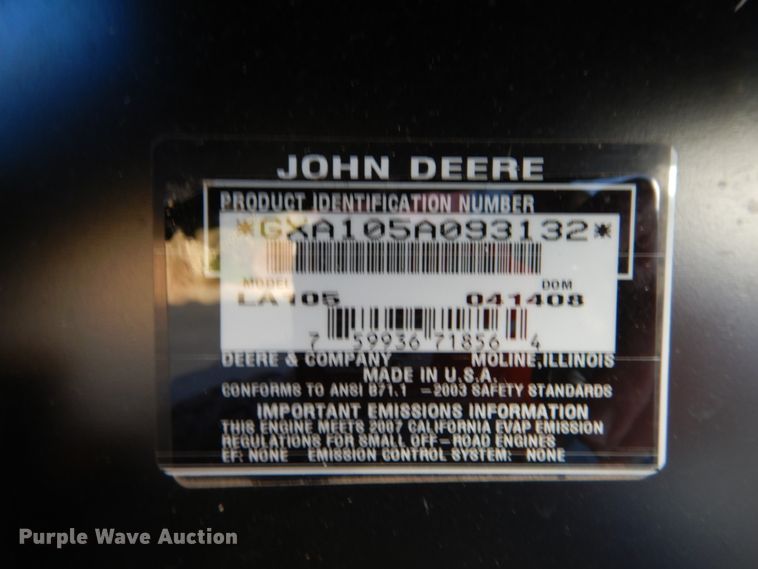 JOHN DEERE
PRODUCT IDENTIFICATION NUMBER
*GXA105A093132*
MODEL DOM
LA105 041408
7 59936 71856 4
DEERE & COMPANY MOLINE, ILLINOIS
MADE IN U.S.A.
CONFORMS TO ANSI B71.1 -2003 SAFETY STANDARDS
IMPORTANT EMISSIONS INFORMATION
THIS ENGINE MEETS 2007 CALIFORNIA EVAP EMISSION
REGULATIONS FOR SMALL OFF-ROAD ENGINES
EF: NONE EMISSION CONTROL SYSTEM: NONE
Purple Wave Auction